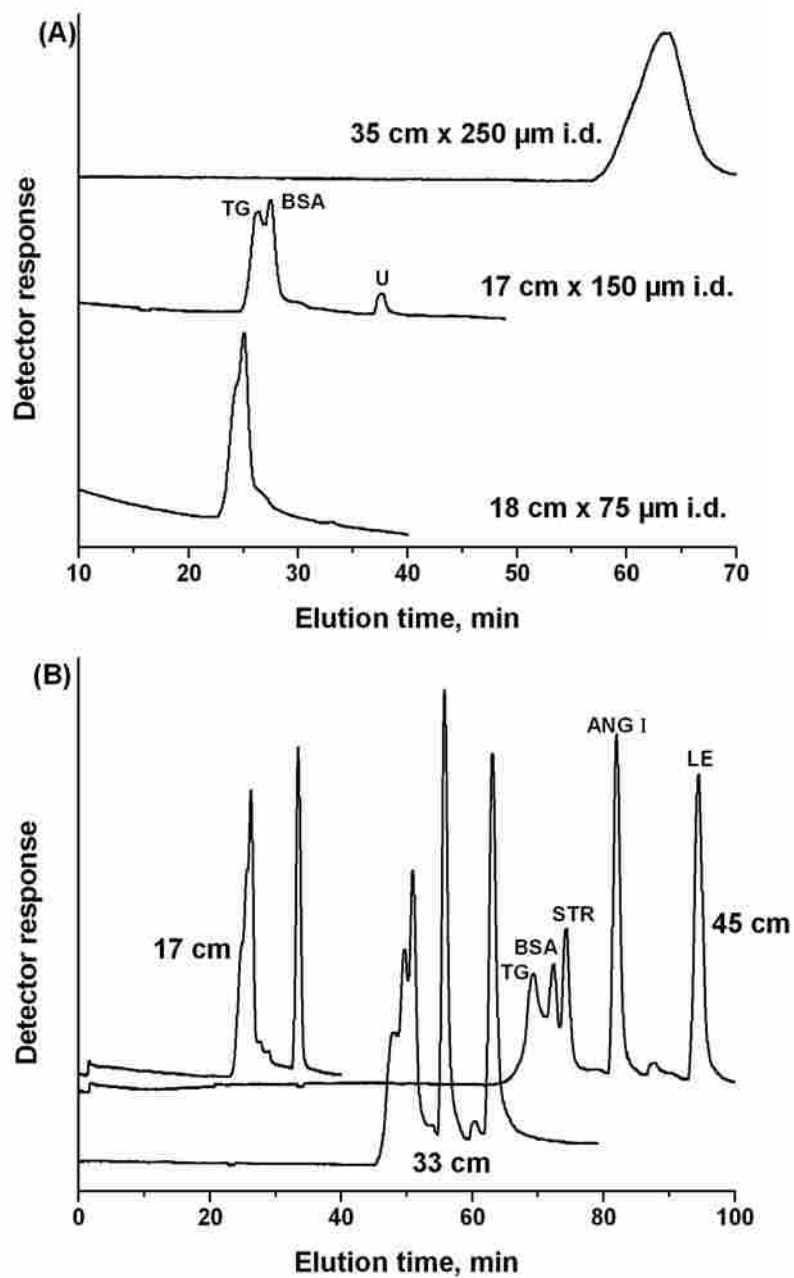 (A)
35 cm x 250 µm i.d.
TG BSA
U
17 cm x 150 µm i.d.
18 cm x 75 µm i.d.
Detector response
10 20 30 40 50 60 70
Elution time, min
(B)
ANG I
LE
STR
17 cm
BSA
45 cm
TG
33 cm
Detector response
0 20 40 60 80 100
Elution time, min